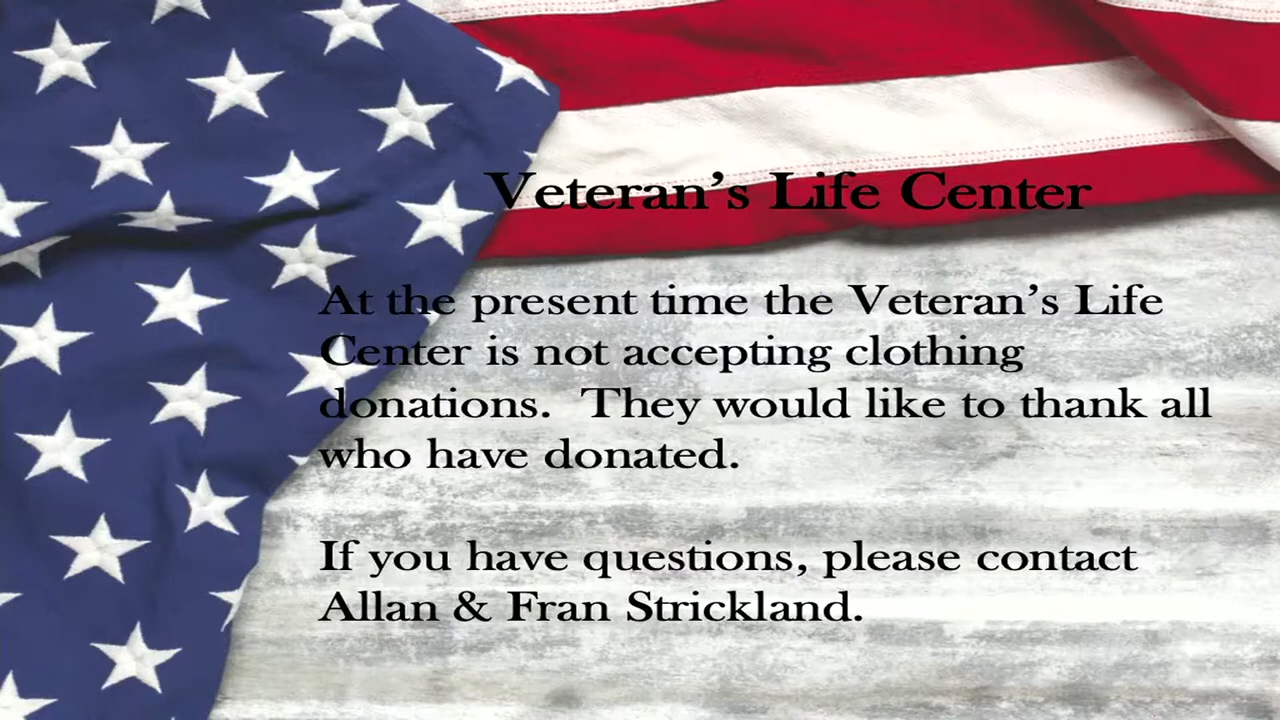 Veteran’s Life Center
At the present time the Veteran’s Life
Center is not accepting clothing
donations.  They would like to thank all
who have donated.
If you have questions, please contact
Allan & Fran Strickland.